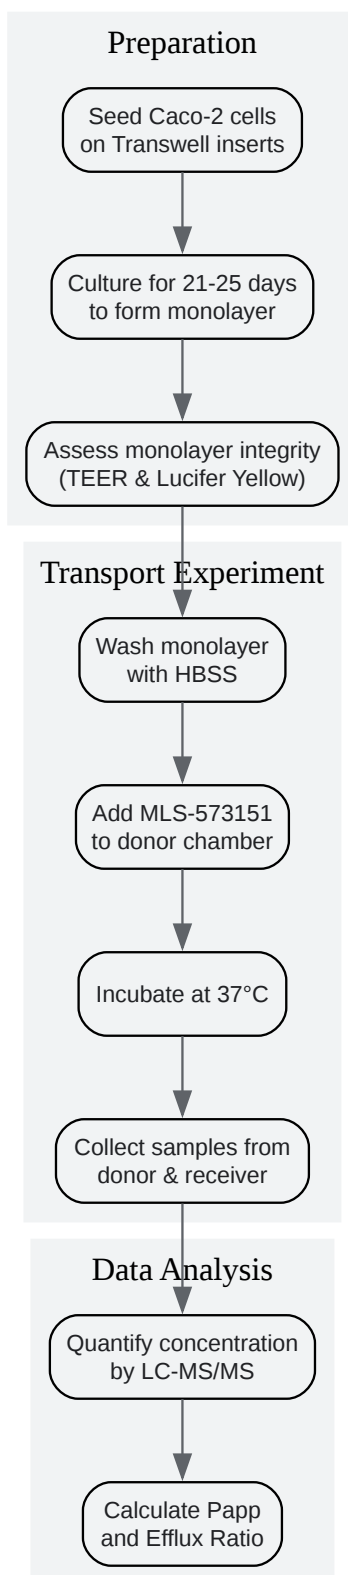 Preparation
Seed Caco-2 cells
on Transwell inserts
Culture for 21-25 days
to form monolayer
Assess monolayer integrity
(TEER & Lucifer Yellow)
Transport Experiment
Wash monolayer
with HBSS
Add MLS-573151
to donor chamber
Incubate at 37°C
Collect samples from
donor & receiver
Data Analysis
Quantify concentration
by LC-MS/MS
Calculate Papp
and Efflux Ratio